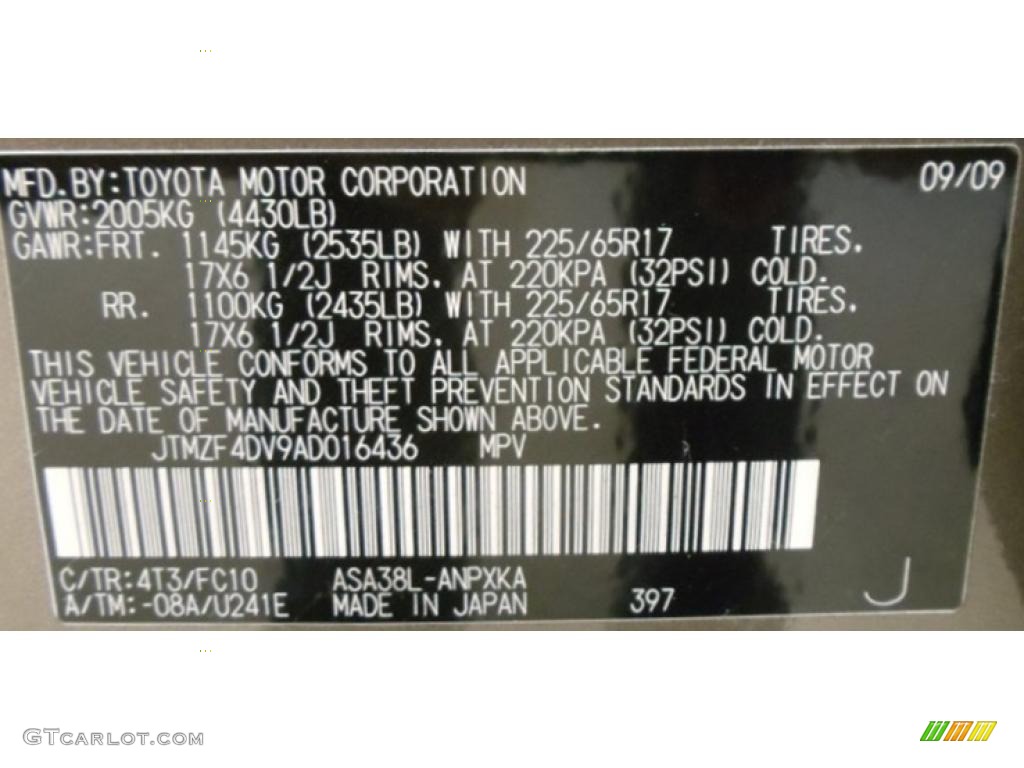 MFD.BY:TOYOTA MOTOR CORPORATION 09/09
GVWR:2005KG (4430LB)
GAWR:FRT. 1145KG (2535LB) WITH 225/65R17 TIRES.
17X6 1/2J RIMS. AT 220KPA (32PSI) COLD.
RR. 1100KG (2435LB) WITH 225/65R17 TIRES.
17X6 1/2J RIMS. AT 220KPA (32PSI) COLD.
THIS VEHICLE CONFORMS TO ALL APPLICABLE FEDERAL MOTOR
VEHICLE SAFETY AND THEFT PREVENTION STANDARDS IN EFFECT ON
THE DATE OF MANUFACTURE SHOWN ABOVE.
JTMZF4DV9AD016436 MPV
C/TR:4T3/FC10 ASA38L-ANPXKA J
A/TM:-08A/U241E MADE IN JAPAN 397
GTCarLot.com